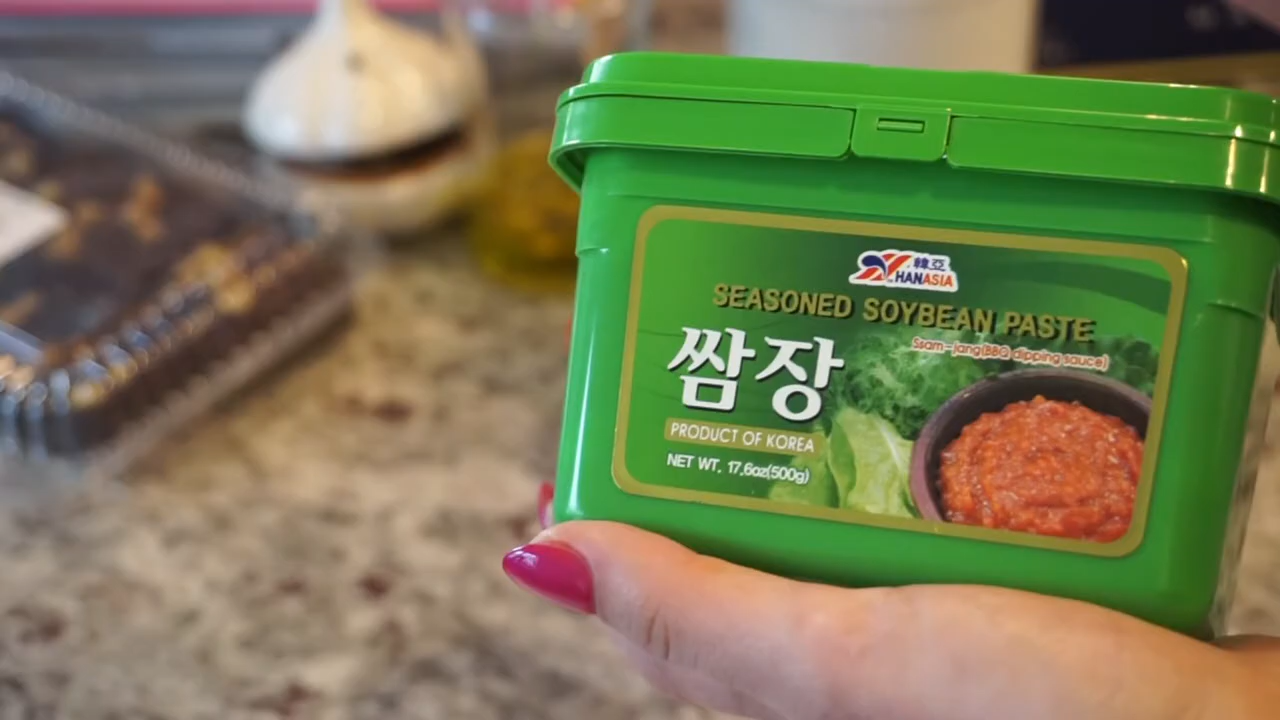 韓亞
HANASIA
SEASONED SOYBEAN PASTE
Ssam-jang(BBQ dipping sauce)
쌈장
PRODUCT OF KOREA
NET WT. 17.6oz(500g)